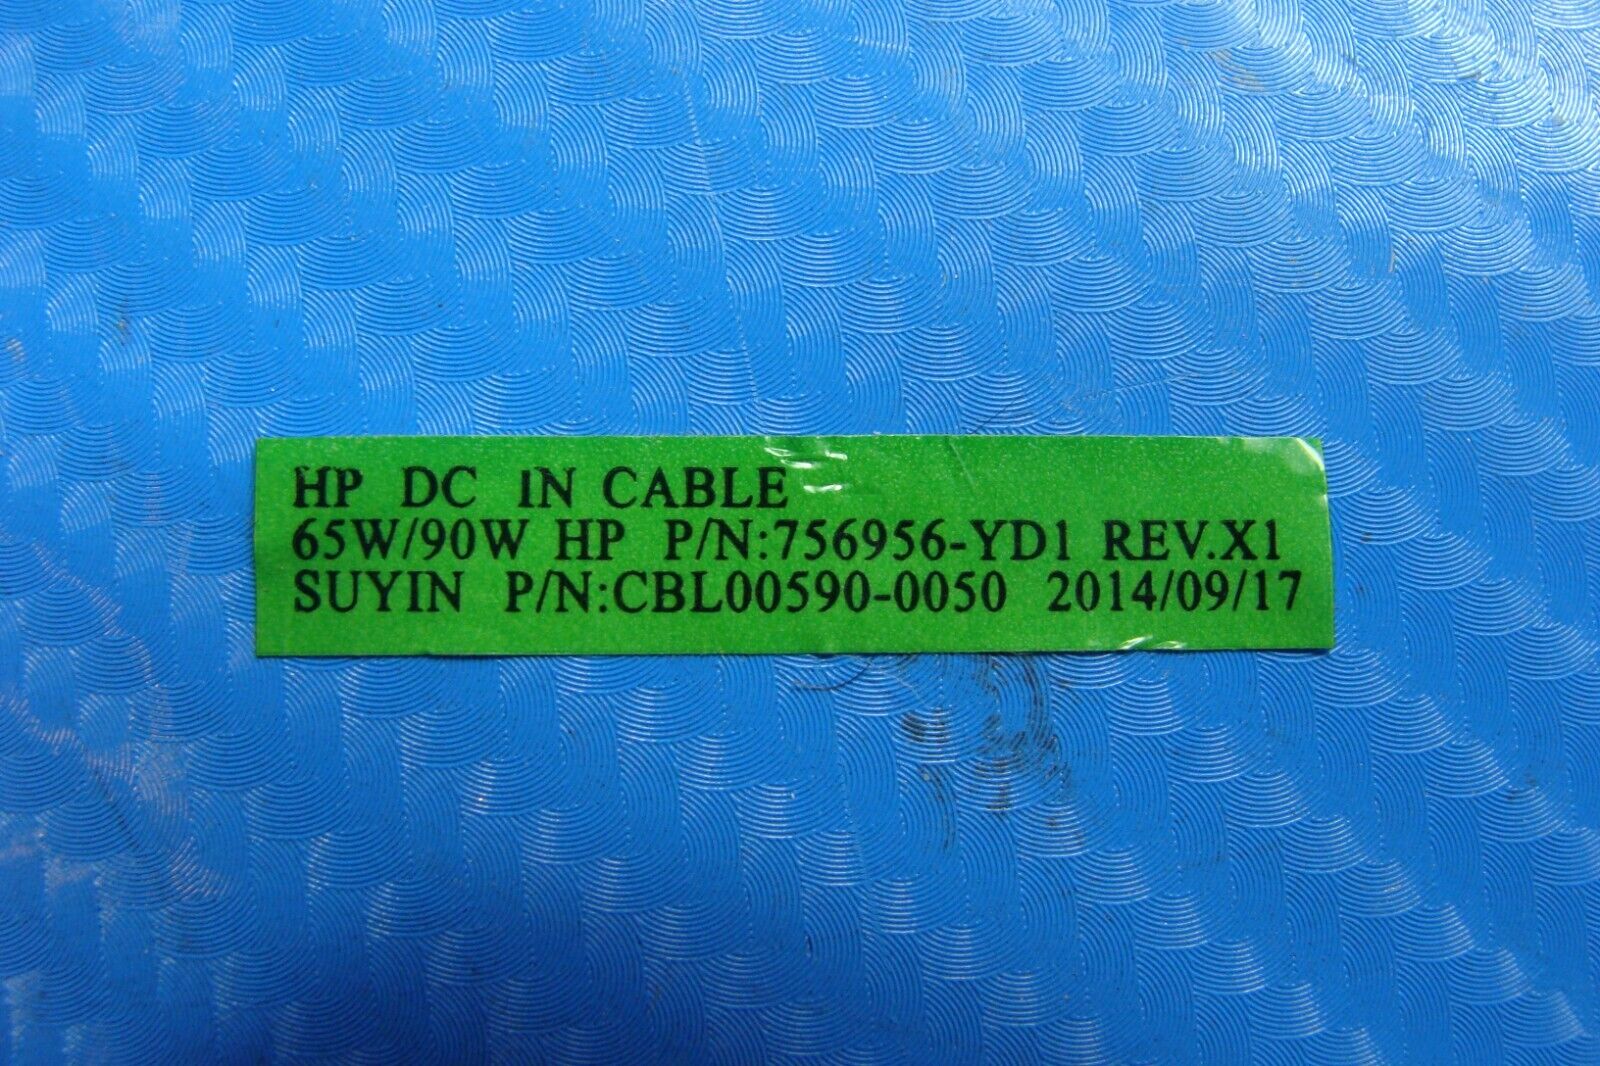 HP DC IN CABLE
65W/90W HP P/N:756956-YD1 REV.X1
SUYIN P/N:CBL00590-0050 2014/09/17